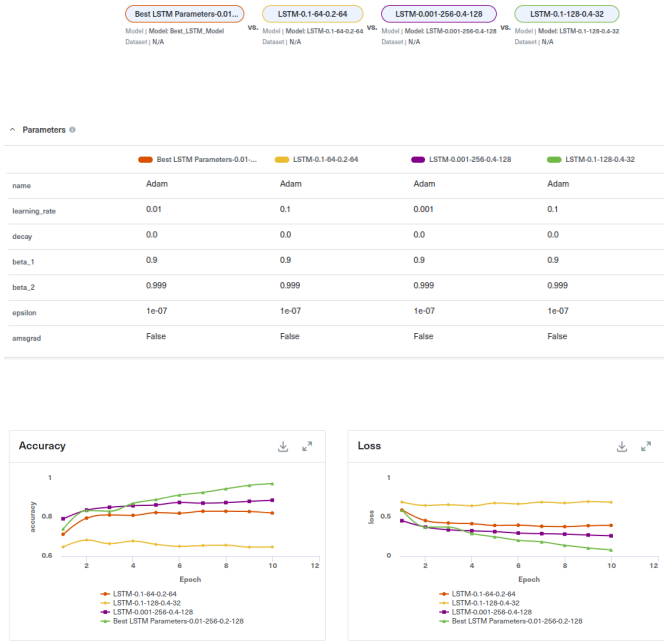 Best LSTM Parameters-0.01... vs. LSTM-0.1-64-0.2-64 vs. LSTM-0.001-256-0.4-128 vs. LSTM-0.1-128-0.4-32
Model | Model: Best_LSTM_Model Model | Model: LSTM-0.1-64-0.2-64 Model | Model: LSTM-0.001-256-0.4-128 Model | Model: LSTM-0.1-128-0.4-32
Dataset | N/A Dataset | N/A Dataset | N/A Dataset | N/A
Parameters
Best LSTM Parameters-0.01-... LSTM-0.1-64-0.2-64 LSTM-0.001-256-0.4-128 LSTM-0.1-128-0.4-32
name Adam Adam Adam Adam
learning_rate 0.01 0.1 0.001 0.1
decay 0.0 0.0 0.0 0.0
beta_1 0.9 0.9 0.9 0.9
beta_2 0.999 0.999 0.999 0.999
epsilon 1e-07 1e-07 1e-07 1e-07
amsgrad False False False False
Accuracy
1
0.8
0.6
accuracy
2 4 6 8 10 12
Epoch
LSTM-0.1-64-0.2-64
LSTM-0.1-128-0.4-32
LSTM-0.001-256-0.4-128
Best LSTM Parameters-0.01-256-0.2-128
Loss
1
0.5
0
loss
2 4 6 8 10 12
Epoch
LSTM-0.1-64-0.2-64
LSTM-0.1-128-0.4-32
LSTM-0.001-256-0.4-128
Best LSTM Parameters-0.01-256-0.2-128